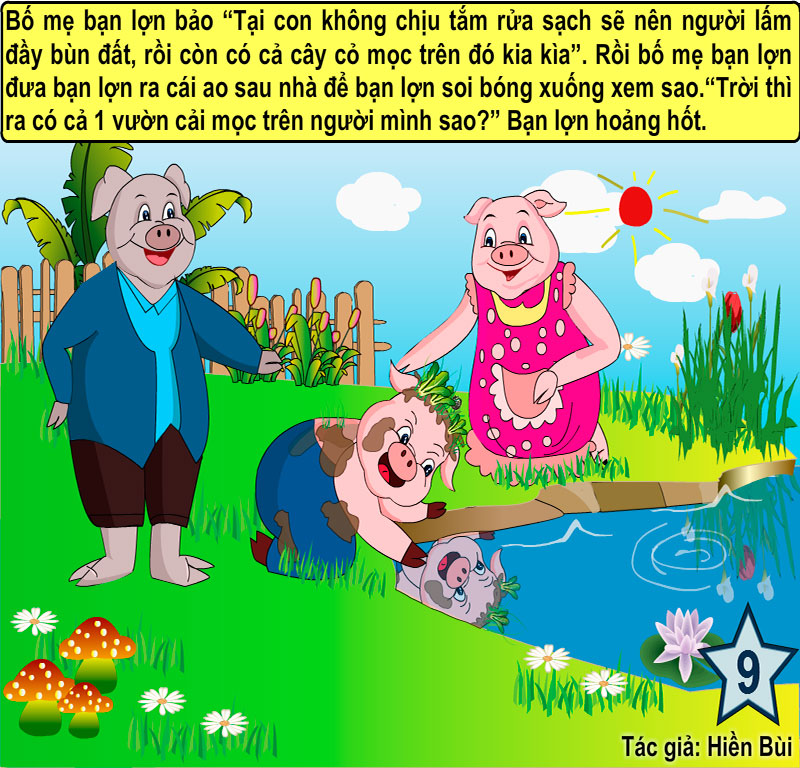 Bố mẹ bạn lợn bảo “Tại con không chịu tắm rửa sạch sẽ nên người lấm
đầy bùn đất, rồi còn có cả cây cỏ mọc trên đó kia kìa”. Rồi bố mẹ bạn lợn
đưa bạn lợn ra cái ao sau nhà để bạn lợn soi bóng xuống xem sao.“Trời thì
ra có cả 1 vườn cải mọc trên người mình sao?” Bạn lợn hoảng hốt.
9
Tác giả: Hiền Bùi